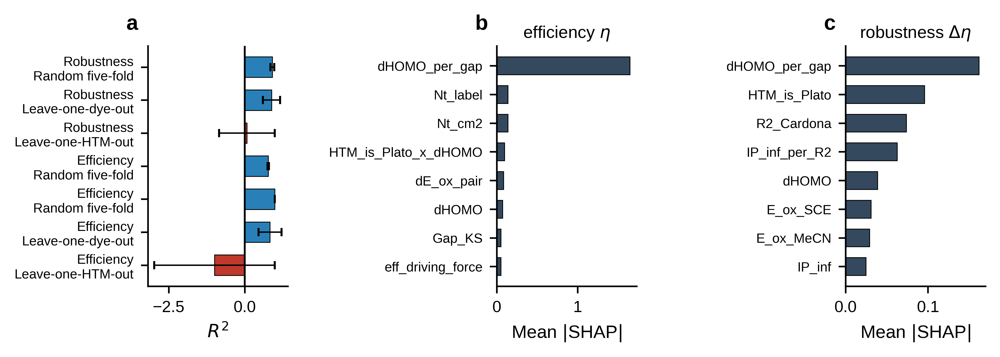 a
Robustness
Random five-fold
Robustness
Leave-one-dye-out
Robustness
Leave-one-HTM-out
Efficiency
Random five-fold
Efficiency
Random five-fold
Efficiency
Leave-one-dye-out
Efficiency
Leave-one-HTM-out
−2.5
0.0
R²
b
efficiency η
dHOMO_per_gap
Nt_label
Nt_cm2
HTM_is_Plato_x_dHOMO
dE_ox_pair
dHOMO
Gap_KS
eff_driving_force
0
1
Mean |SHAP|
c
robustness Δη
dHOMO_per_gap
HTM_is_Plato
R2_Cardona
IP_inf_per_R2
dHOMO
E_ox_SCE
E_ox_MeCN
IP_inf
0.0
0.1
Mean |SHAP|